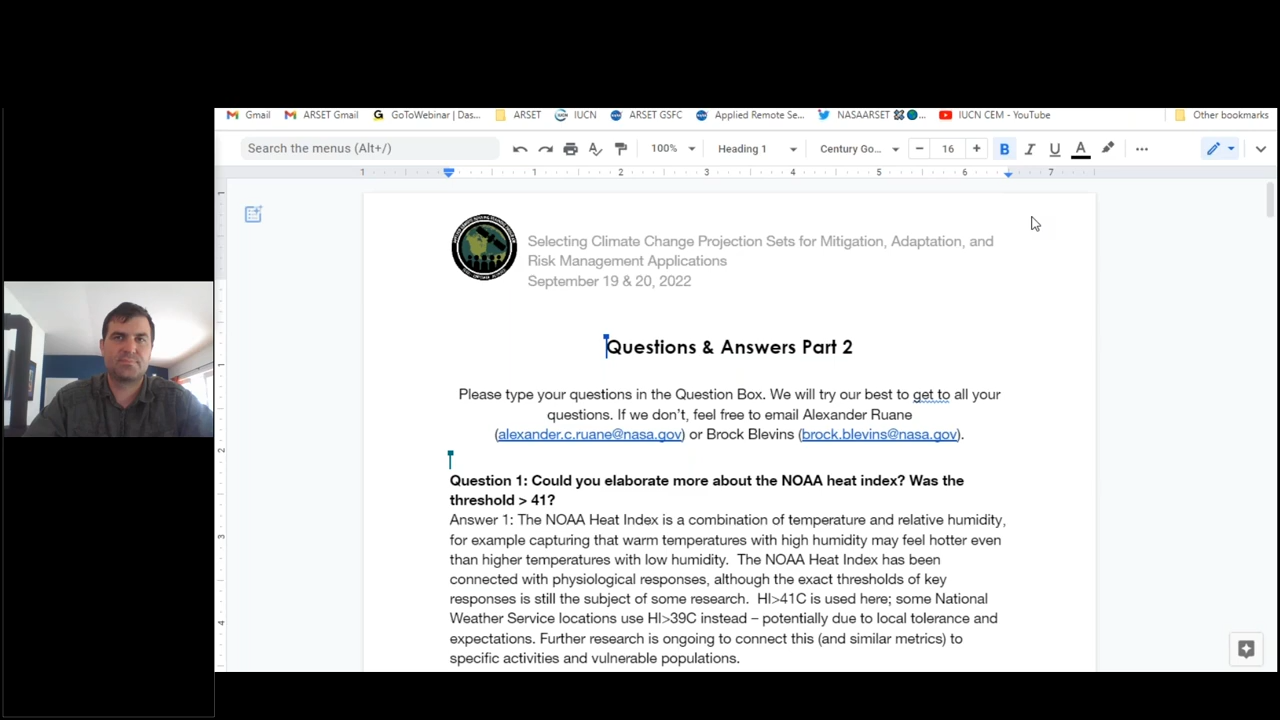 Gmail ARSET Gmail GoToWebinar | Das... ARSET IUCN ARSET GSFC Applied Remote Se... NASAARSET IUCN CEM - YouTube Other bookmarks
Search the menus (Alt+/) 100% Heading 1 Century Go... − 16 + B I U A
1 1 2 3 4 5 6 7
Selecting Climate Change Projection Sets for Mitigation, Adaptation, and
Risk Management Applications
September 19 & 20, 2022
Questions & Answers Part 2
Please type your questions in the Question Box. We will try our best to get to all your
questions. If we don't, feel free to email Alexander Ruane
(alexander.c.ruane@nasa.gov) or Brock Blevins (brock.blevins@nasa.gov).
Question 1: Could you elaborate more about the NOAA heat index? Was the
threshold > 41?
Answer 1: The NOAA Heat Index is a combination of temperature and relative humidity,
for example capturing that warm temperatures with high humidity may feel hotter even
than higher temperatures with low humidity. The NOAA Heat Index has been
connected with physiological responses, although the exact thresholds of key
responses is still the subject of some research. HI>41C is used here; some National
Weather Service locations use HI>39C instead – potentially due to local tolerance and
expectations. Further research is ongoing to connect this (and similar metrics) to
specific activities and vulnerable populations.